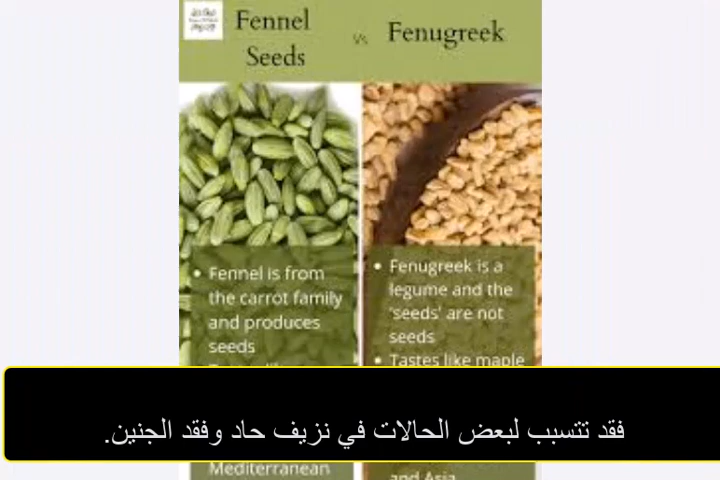 Fennel
Seeds
vs
Fenugreek
• Fennel is from
the carrot family
and produces
seeds
• Fenugreek is a
legume and the
'seeds' are not
seeds
• Tastes like maple
فقد تتسبب لبعض الحالات في نزيف حاد وفقد الجنين.
Mediterranean
and Asia